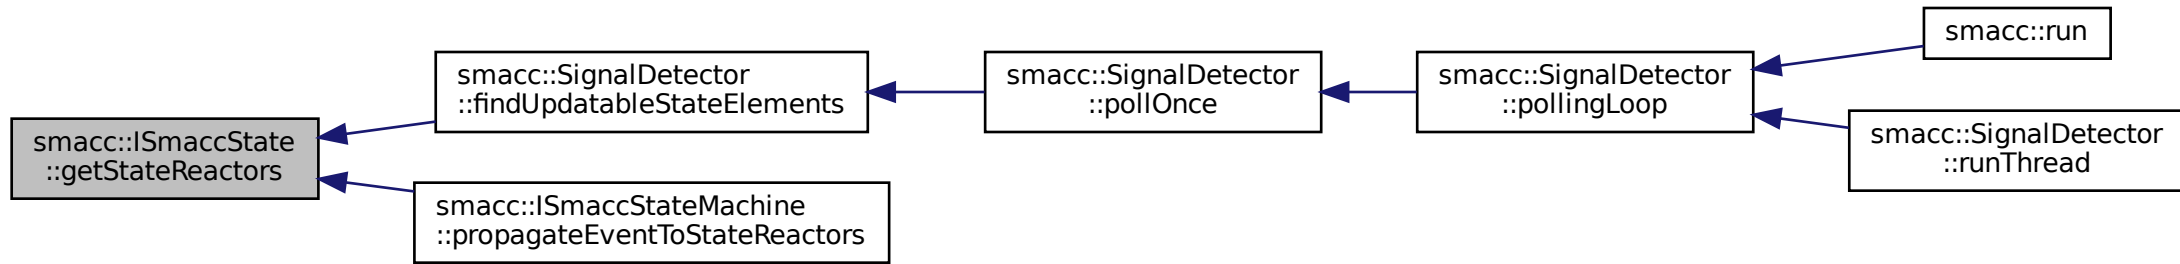 smacc::ISmaccState
::getStateReactors
smacc::SignalDetector
::findUpdatableStateElements
smacc::ISmaccStateMachine
::propagateEventToStateReactors
smacc::SignalDetector
::pollOnce
smacc::SignalDetector
::pollingLoop
smacc::run
smacc::SignalDetector
::runThread